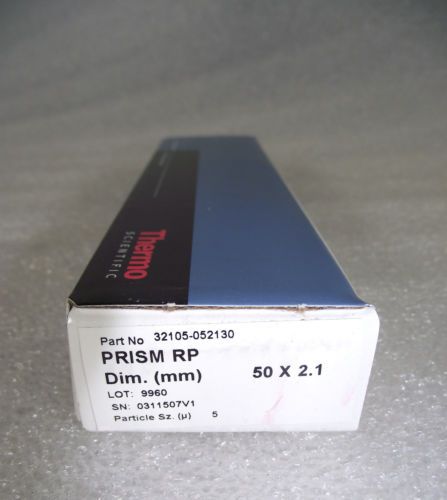 Thermo
SCIENTIFIC
Part No 32105-052130
PRISM RP
Dim. (mm) 50 X 2.1
LOT: 9960
SN: 0311507V1
Particle Sz. (µ) 5